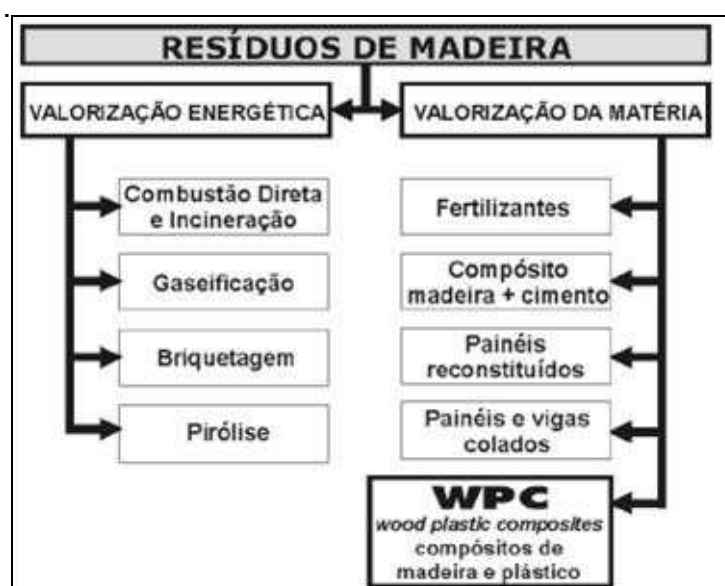 RESÍDUOS DE MADEIRA
VALORIZAÇÃO ENERGÉTICA
VALORIZAÇÃO DA MATÉRIA
Combustão Direta
e Incineração
Gaseificação
Briquetagem
Pirólise
Fertilizantes
Compósito
madeira + cimento
Painéis
reconstituídos
Painéis e vigas
colados
WPC
wood plastic composites
compósitos de
madeira e plástico